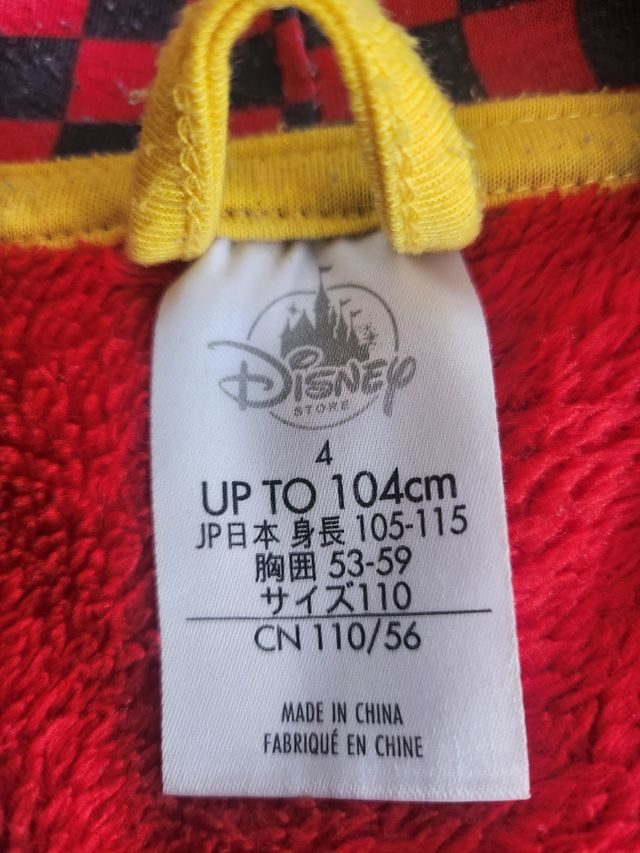 Disney
STORE
4
UP TO 104cm
JP日本 身長 105-115
胸囲 53-59
サイズ110
CN 110/56
MADE IN CHINA
FABRIQUÉ EN CHINE